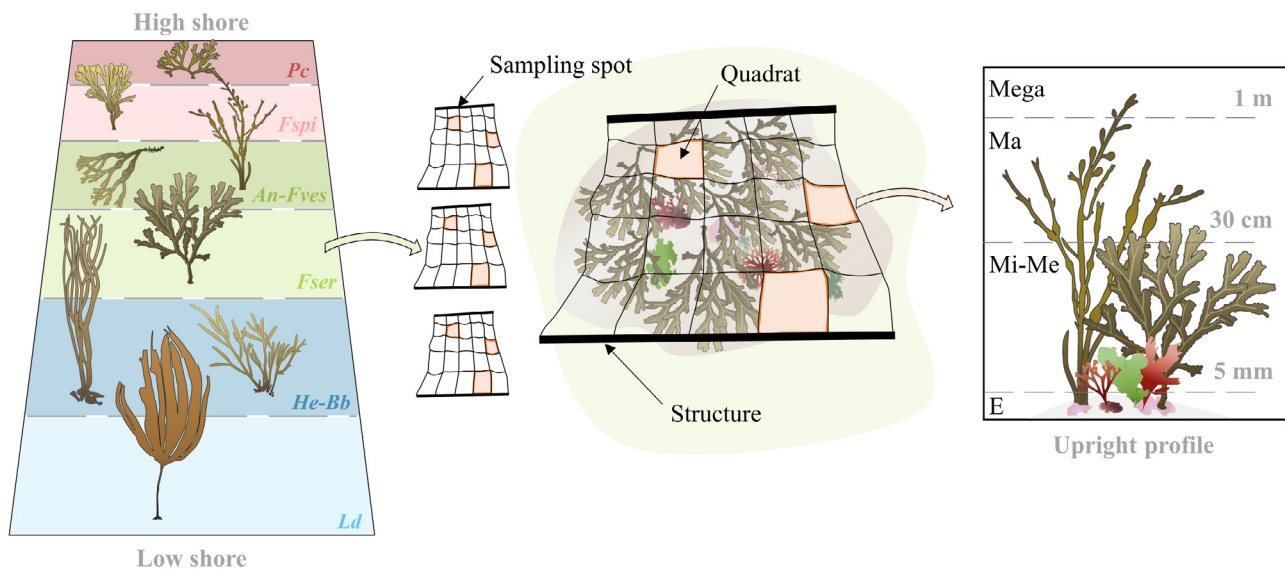 High shore
Pc
Fspi
An-Fves
Fser
He-Bb
Ld
Low shore
Sampling spot
Quadrat
Structure
Mega
1 m
Ma
30 cm
Mi-Me
5 mm
E
Upright profile